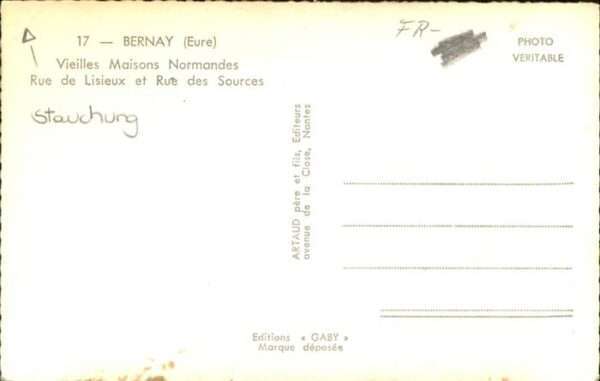 17 — BERNAY (Eure)
Vieilles Maisons Normandes
Rue de Lisieux et Rue des Sources
Stauchung
FR-
PHOTO
VERITABLE
ARTAUD père et fils, Editeurs
avenue de la Close, Nantes
Editions « GABY »
Marque déposée